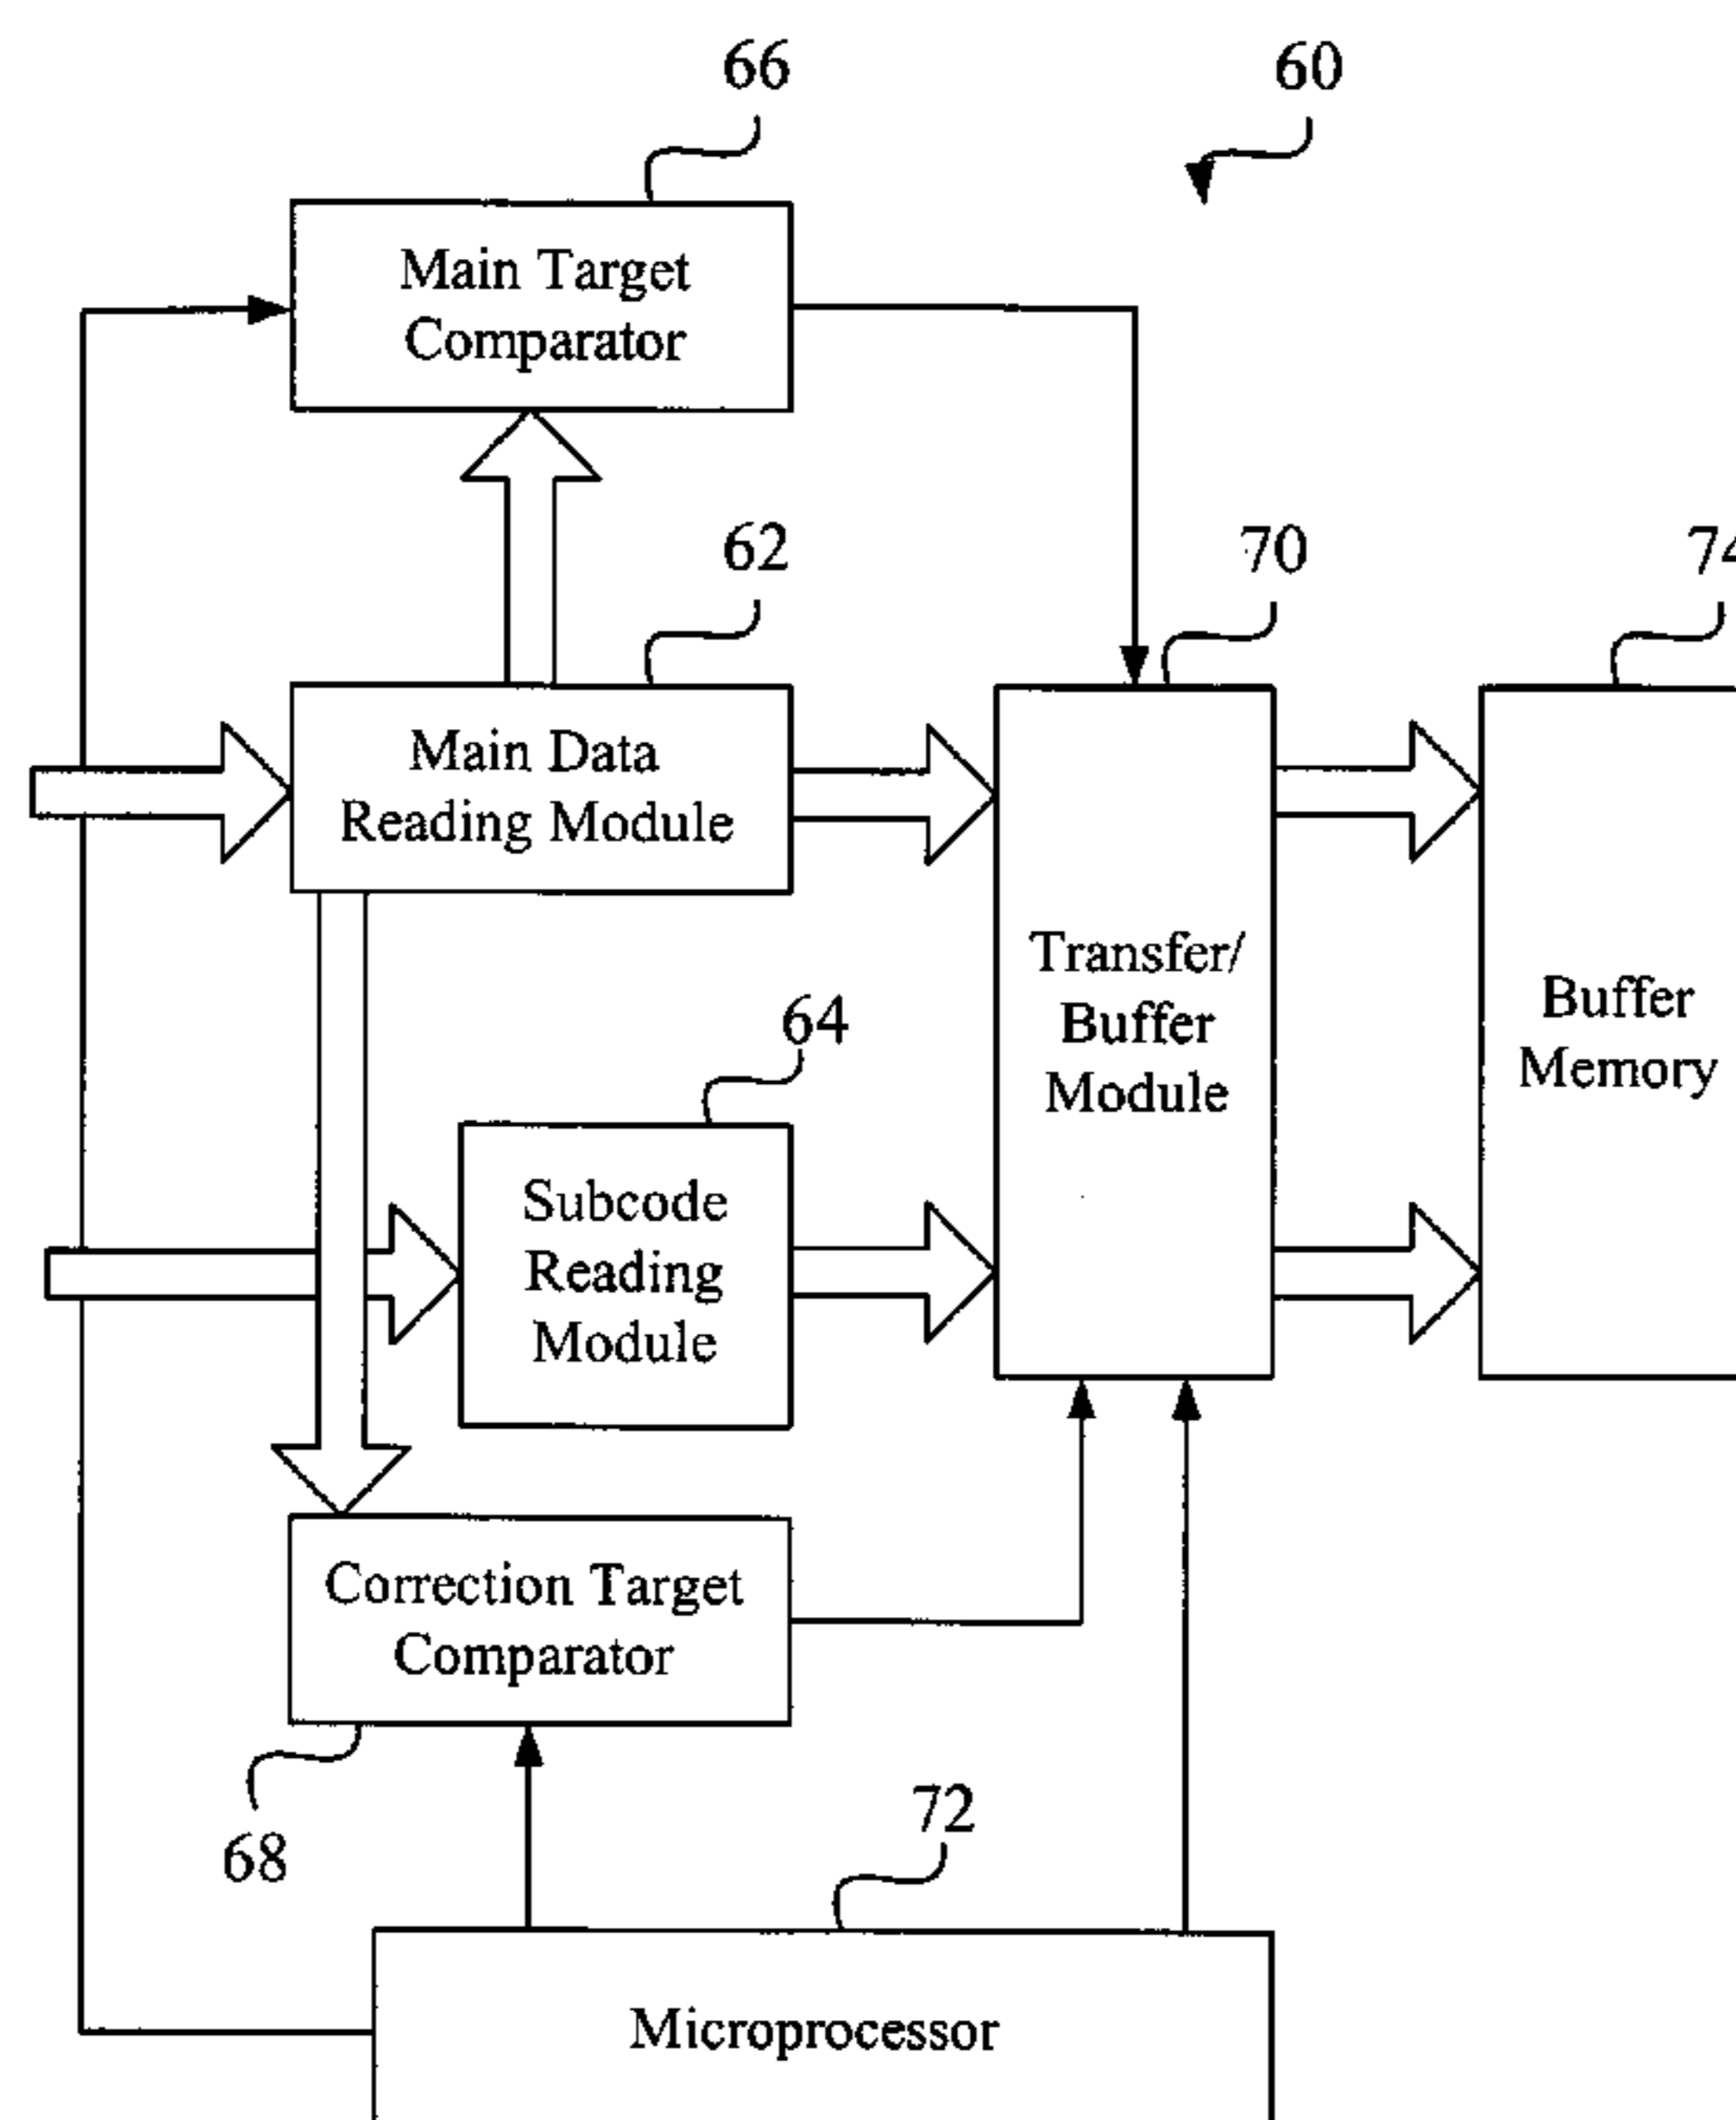 66
60
Main Target
Comparator
62
70
74
Main Data
Reading Module
Transfer/
Buffer
Module
Buffer
Memory
64
Subcode
Reading
Module
Correction Target
Comparator
68
72
Microprocessor